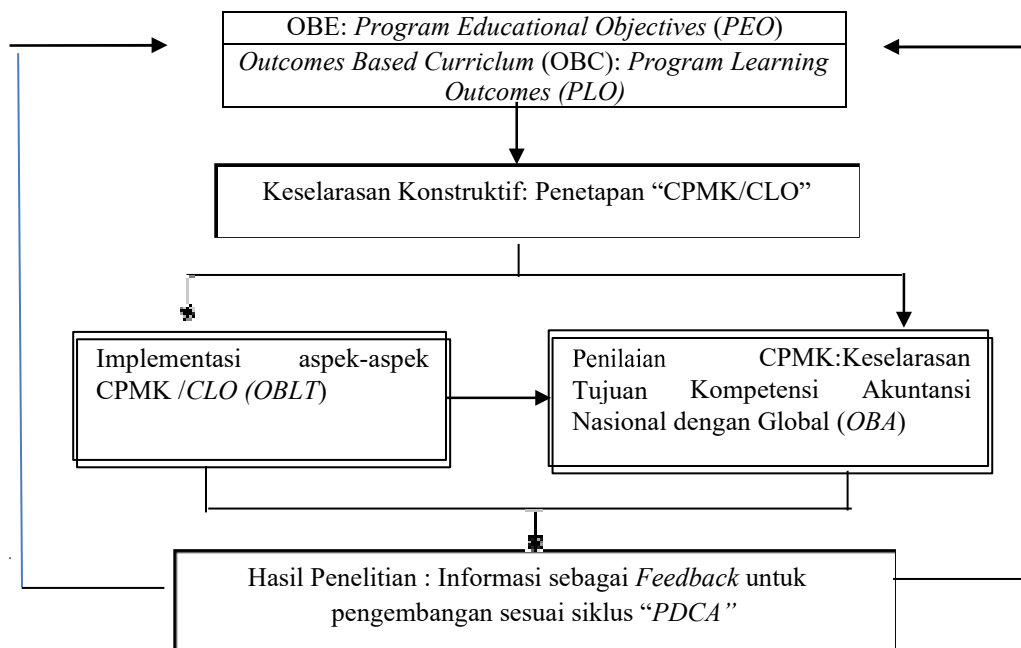 OBE: Program Educational Objectives (PEO)
Outcomes Based Curriclum (OBC): Program Learning
Outcomes (PLO)
Keselarasan Konstruktif: Penetapan “CPMK/CLO”
Implementasi aspek-aspek
CPMK /CLO (OBLT)
Penilaian CPMK:Keselarasan
Tujuan Kompetensi Akuntansi
Nasional dengan Global (OBA)
Hasil Penelitian : Informasi sebagai Feedback untuk
pengembangan sesuai siklus “PDCA”